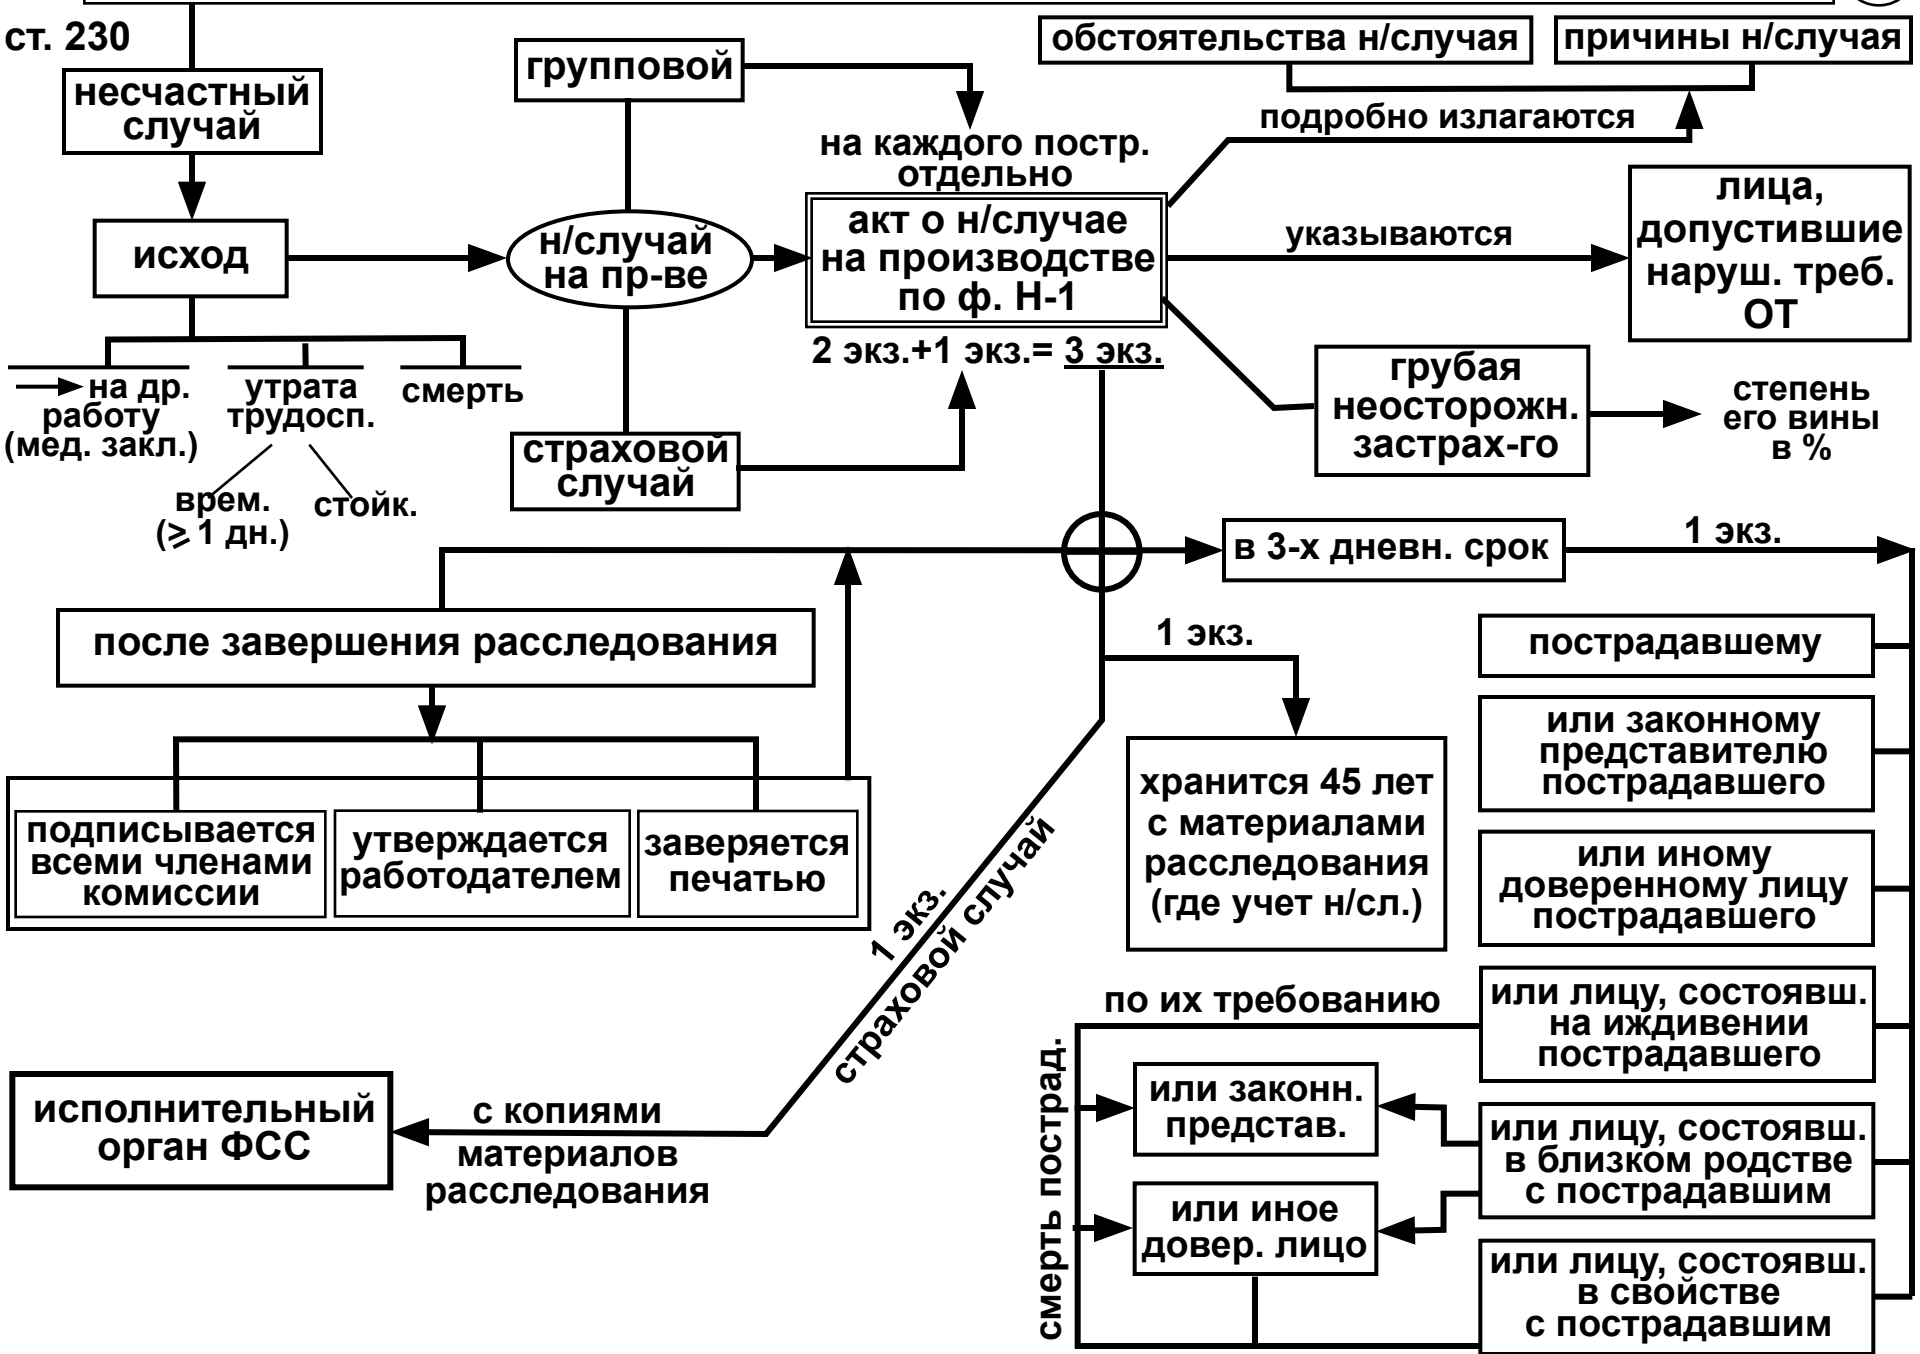 ст. 230
несчастный
случай
групповой
обстоятельства н/случая
причины н/случая
подробно излагаются
на каждого постр.
отдельно
исход
н/случай
на пр-ве
акт о н/случае
на производстве
по ф. Н-1
указываются
лица,
допустившие
наруш. треб.
ОТ
2 экз.+1 экз.= 3 экз.
на др.
работу
(мед. закл.)
утрата
трудосп.
смерть
врем.
(⩾ 1 дн.)
стойк.
страховой
случай
грубая
неосторожн.
застрах-го
степень
его вины
в %
в 3-х дневн. срок
1 экз.
после завершения расследования
1 экз.
пострадавшему
или законному
представителю
пострадавшего
или иному
доверенному лицу
пострадавшего
хранится 45 лет
с материалами
расследования
(где учет н/сл.)
подписывается
всеми членами
комиссии
утверждается
работодателем
заверяется
печатью
1 экз.
страховой случай
по их требованию
или лицу, состоявш.
на иждивении
пострадавшего
исполнительный
орган ФСС
с копиями
материалов
расследования
смерть пострад.
или законн.
представ.
или лицу, состоявш.
в близком родстве
с пострадавшим
или иное
довер. лицо
или лицу, состоявш.
в свойстве
с пострадавшим